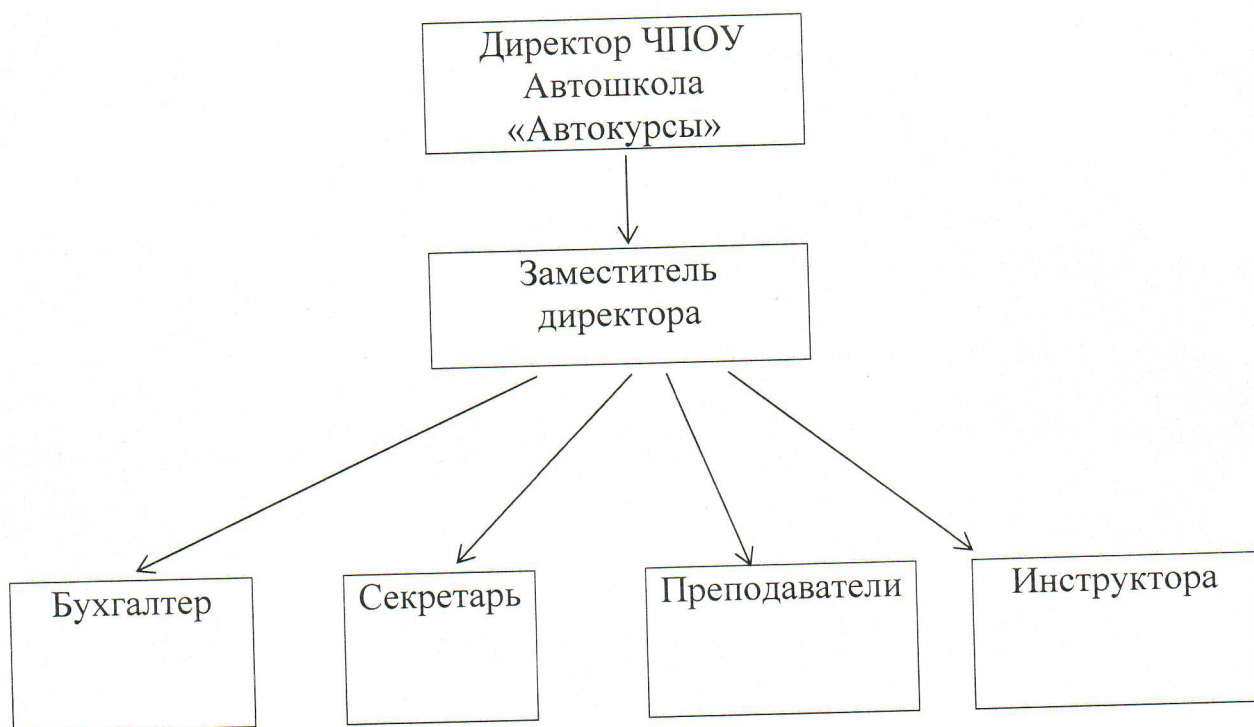 Директор ЧПОУ
Автошкола
«Автокурсы»
Заместитель
директора
Бухгалтер
Секретарь
Преподаватели
Инструктора